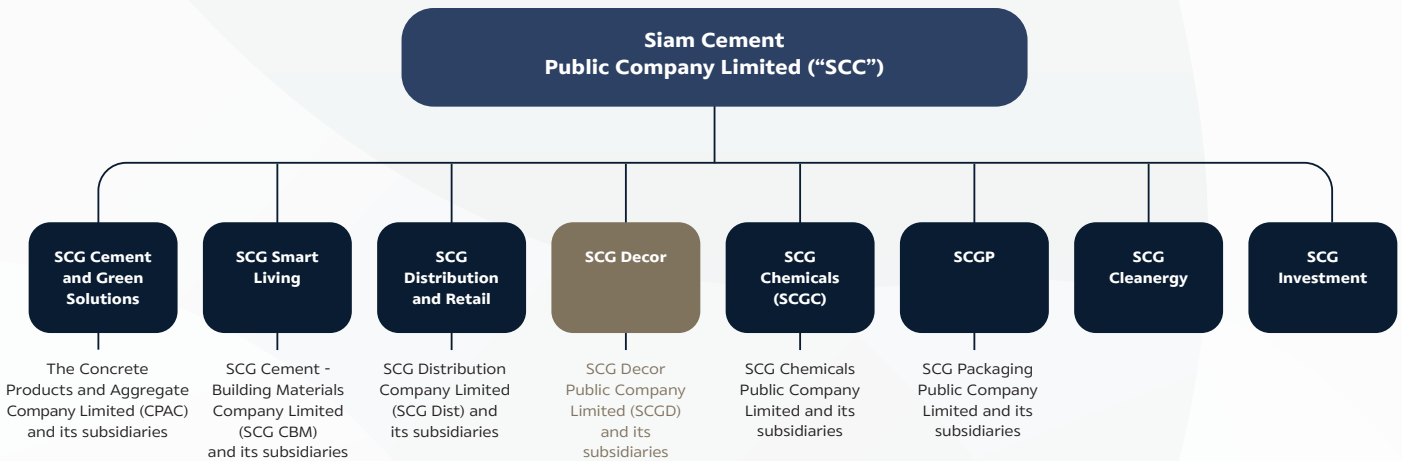 Siam Cement
Public Company Limited (“SCC”)
SCG Cement
and Green
Solutions
SCG Smart
Living
SCG
Distribution
and Retail
SCG Decor
SCG
Chemicals
(SCGC)
SCGP
SCG
Cleanergy
SCG
Investment
The Concrete
Products and Aggregate
Company Limited (CPAC)
and its subsidiaries
SCG Cement -
Building Materials
Company Limited
(SCG CBM)
and its subsidiaries
SCG Distribution
Company Limited
(SCG Dist) and
its subsidiaries
SCG Decor
Public Company
Limited (SCGD)
and its
subsidiaries
SCG Chemicals
Public Company
Limited and its
subsidiaries
SCG Packaging
Public Company
Limited and its
subsidiaries